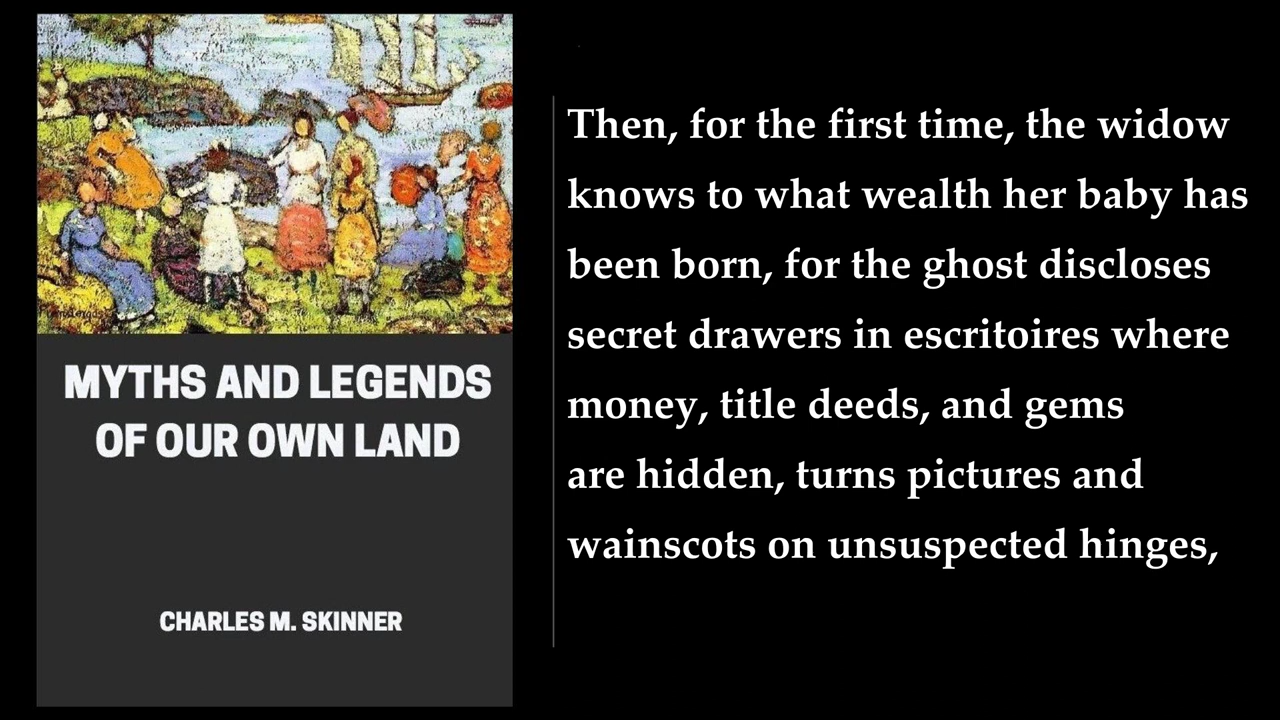 MYTHS AND LEGENDS
OF OUR OWN LAND
CHARLES M. SKINNER
Then, for the first time, the widow
knows to what wealth her baby has
been born, for the ghost discloses
secret drawers in escritoires where
money, title deeds, and gems
are hidden, turns pictures and
wainscots on unsuspected hinges,